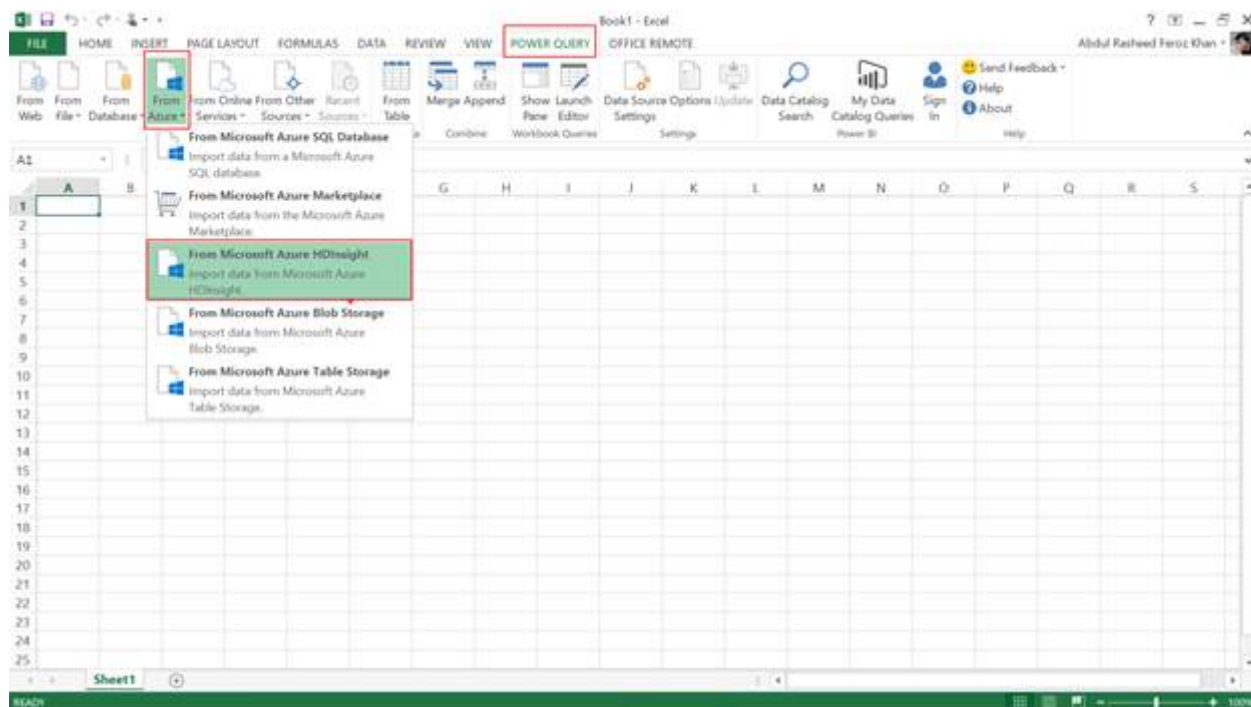 Book1 - Excel
FILE HOME INSERT PAGE LAYOUT FORMULAS DATA REVIEW VIEW POWER QUERY OFFICE REMOTE Abdul Rasheed Feroz Khan
From Web
From File
From Database
From Azure
From Online Services
From Other Sources
Recent Sources
From Table
Merge Append
Show Pane
Launch Editor
Data Source Settings
Options
Update
Data Catalog Search
My Data Catalog Queries
Sign In
Send Feedback
Help
About
Combine
Workbook Queries
Settings
Power BI
Help
From Microsoft Azure SQL Database
Import data from a Microsoft Azure
SQL database.
From Microsoft Azure Marketplace
Import data from the Microsoft Azure
Marketplace.
From Microsoft Azure HDInsight
Import data from Microsoft Azure
HDInsight.
From Microsoft Azure Blob Storage
Import data from Microsoft Azure
Blob Storage.
From Microsoft Azure Table Storage
Import data from Microsoft Azure
Table Storage.
A1
A B G H I J K L M N O P Q R S
1
2
3
4
5
6
7
8
9
10
11
12
13
14
15
16
17
18
19
20
21
22
23
24
25
Sheet1
READY
100%